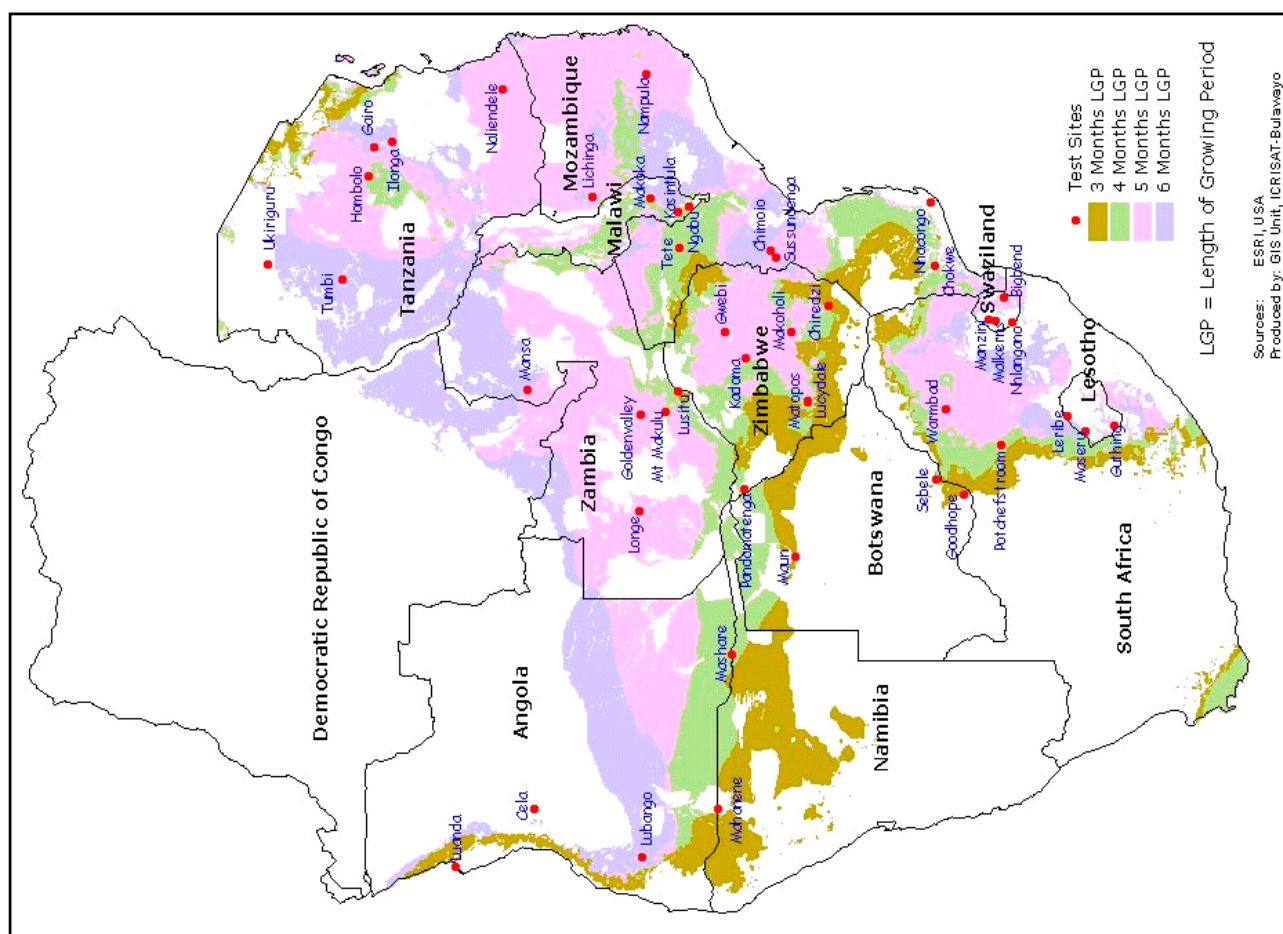 Democratic Republic of Congo
Ukiriguru
Tumbi
Tanzania
Hombolo
Gairo
Ilonga
Naliendele
Mozambique
Lichinga
Nampula
Malawi
Makoka
Kasintula
Ngabu
Tete
Chimoio
Sussundenga
Luanda
Cela
Angola
Lubango
Mansa
Zambia
Goldenvalley
Mt Makulu
Lusitu
Longe
Gwebi
Kadoma
Zimbabwe
Makoholi
Chiredzi
Matopos
Lucydale
Mahanene
Mashare
Namibia
Pandamatenga
Maun
Botswana
Sebele
Goodhope
Nhacoongo
Chokwe
Swaziland
Manzini
Malkerns
Bigbend
Nhlangano
Warmbad
Potchefstroom
Lesotho
Leribe
Maseru
Quthing
South Africa
Test Sites
3 Months LGP
4 Months LGP
5 Months LGP
6 Months LGP
LGP = Length of Growing Period
Sources: ESRI, USA
Produced by: GIS Unit, ICRISAT-Bulawayo